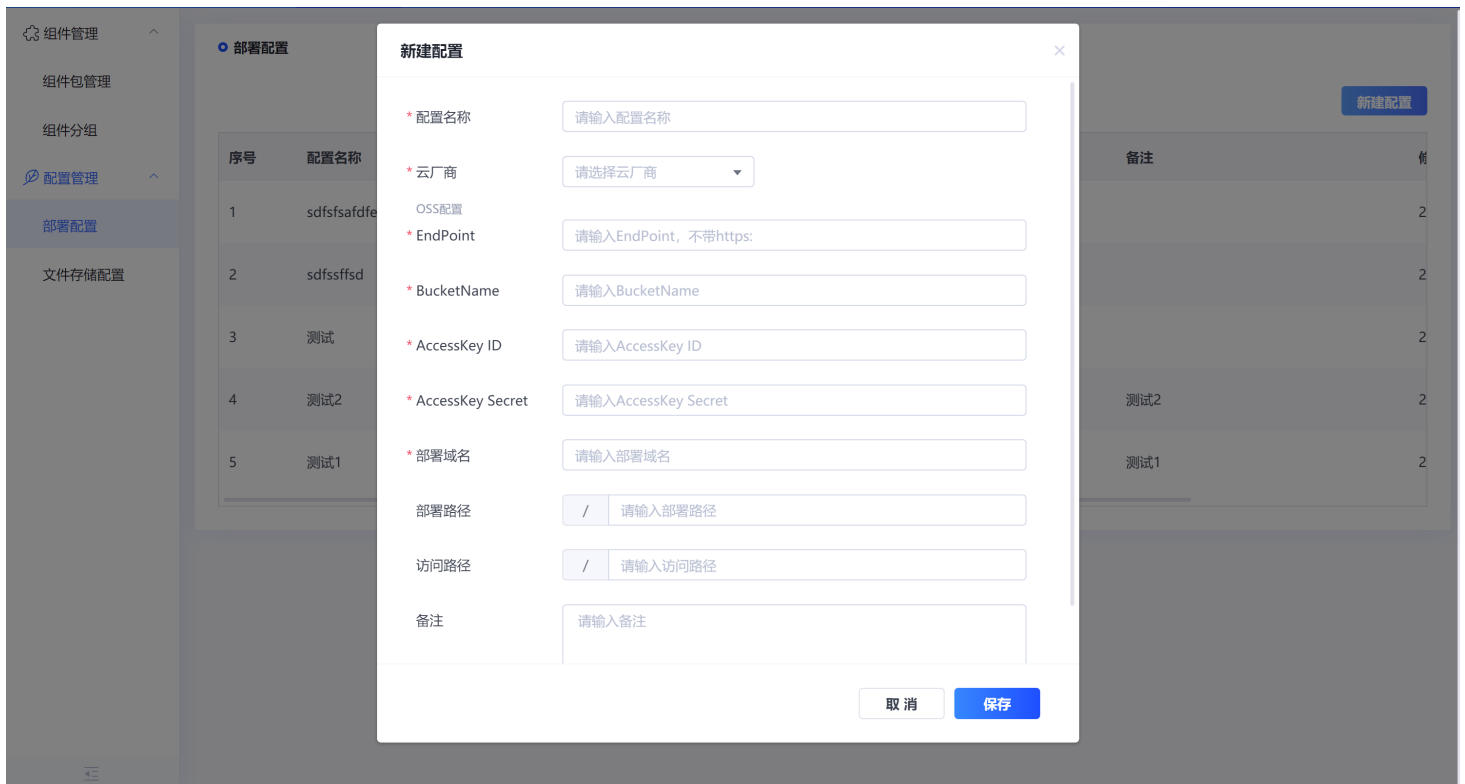 组件管理
组件包管理
组件分组
配置管理
部署配置
文件存储配置
部署配置
新建配置
序号 配置名称 备注
1 sdfsfsafdfe 2
2 sdfssffsd 2
3 测试 2
4 测试2 测试2 2
5 测试1 测试1 2
新建配置
* 配置名称 请输入配置名称
* 云厂商 请选择云厂商
OSS配置
* EndPoint 请输入EndPoint，不带https:
* BucketName 请输入BucketName
* AccessKey ID 请输入AccessKey ID
* AccessKey Secret 请输入AccessKey Secret
* 部署域名 请输入部署域名
部署路径 / 请输入部署路径
访问路径 / 请输入访问路径
备注 请输入备注
取 消 保存